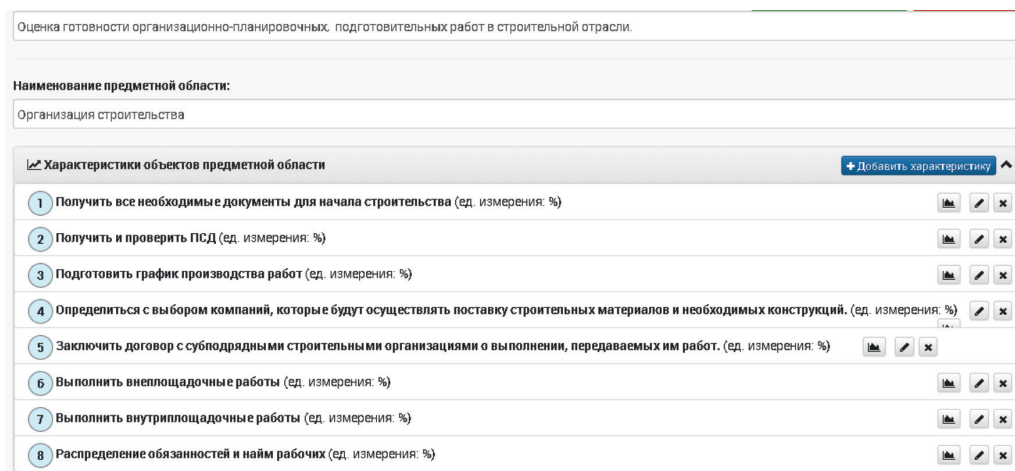 Оценка готовности организационно-планировочных, подготовительных работ в строительной отрасли.
Наименование предметной области:
Организация строительства
Характеристики объектов предметной области
+ Добавить характеристику
1 Получить все необходимые документы для начала строительства (ед. измерения: %)
2 Получить и проверить ПСД (ед. измерения: %)
3 Подготовить график производства работ (ед. измерения: %)
4 Определиться с выбором компаний, которые будут осуществлять поставку строительных материалов и необходимых конструкций. (ед. измерения: %)
5 Заключить договор с субподрядными строительными организациями о выполнении, передаваемых им работ. (ед. измерения: %)
6 Выполнить внеплощадочные работы (ед. измерения: %)
7 Выполнить внутриплощадочные работы (ед. измерения: %)
8 Распределение обязанностей и найм рабочих (ед. измерения: %)